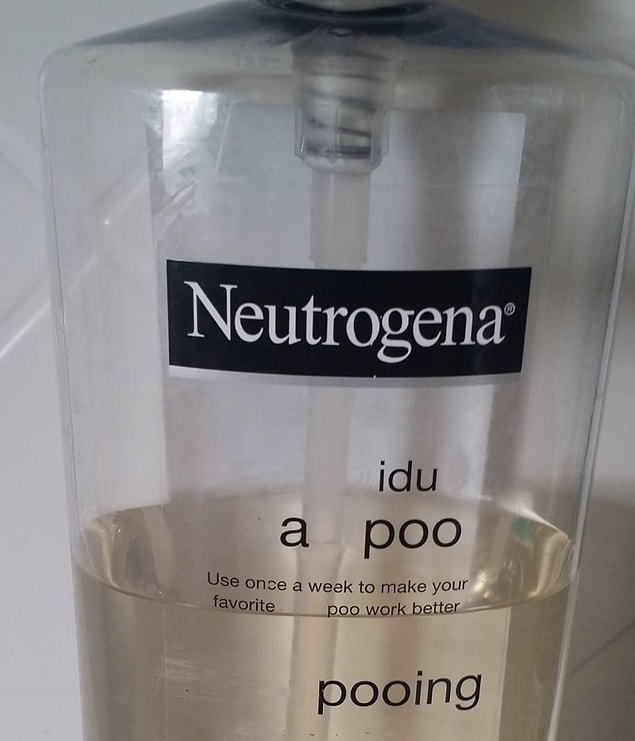 Neutrogena®
idu
a poo
Use once a week to make your
favorite poo work better
pooing